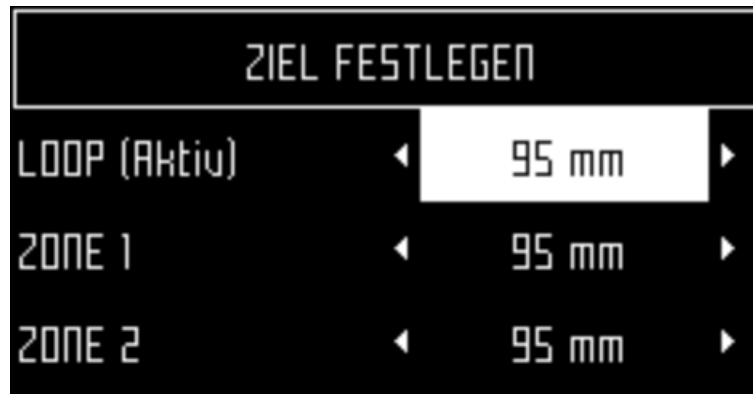 ZIEL FESTLEGEN
LOOP (Aktiv) 95 mm
ZONE 1 95 mm
ZONE 2 95 mm